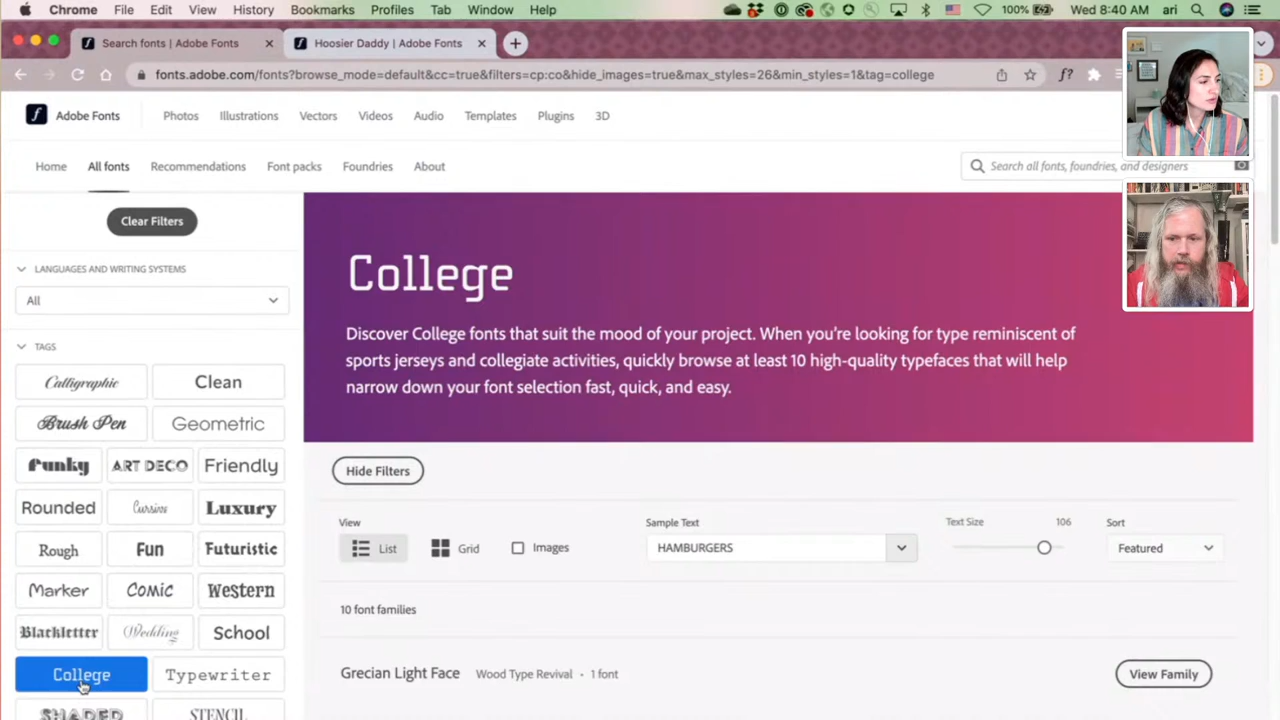 Chrome File Edit View History Bookmarks Profiles Tab Window Help 100% Wed 8:40 AM ari
Search fonts | Adobe Fonts Hoosier Daddy | Adobe Fonts
fonts.adobe.com/fonts?browse_mode=default&cc=true&filters=cp:co&hide_images=true&max_styles=26&min_styles=1&tag=college f?
Adobe Fonts Photos Illustrations Vectors Videos Audio Templates Plugins 3D
Home All fonts Recommendations Font packs Foundries About Search all fonts, foundries, and designers
Clear Filters
LANGUAGES AND WRITING SYSTEMS
All
TAGS
Calligraphic Clean
Brush Pen Geometric
Funky ART DECO Friendly
Rounded Cursive Luxury
Rough Fun Futuristic
Marker Comic Western
Blackletter Wedding School
College Typewriter
SHADED STENCIL
College
Discover College fonts that suit the mood of your project. When you're looking for type reminiscent of
sports jerseys and collegiate activities, quickly browse at least 10 high-quality typefaces that will help
narrow down your font selection fast, quick, and easy.
Hide Filters
View Sample Text Text Size 106 Sort
List Grid Images HAMBURGERS Featured
10 font families
Grecian Light Face Wood Type Revival • 1 font View Family